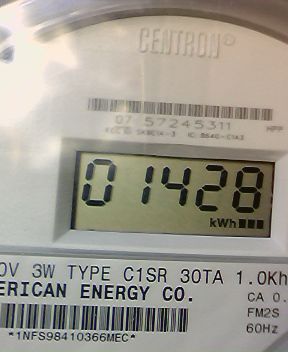 CENTRON®
07 57245311
01428
kWh
0V 3W TYPE C1SR 30TA 1.0Kh
ERICAN ENERGY CO.
CA 0.
FM2S
*1NFS98410366MEC*
60Hz